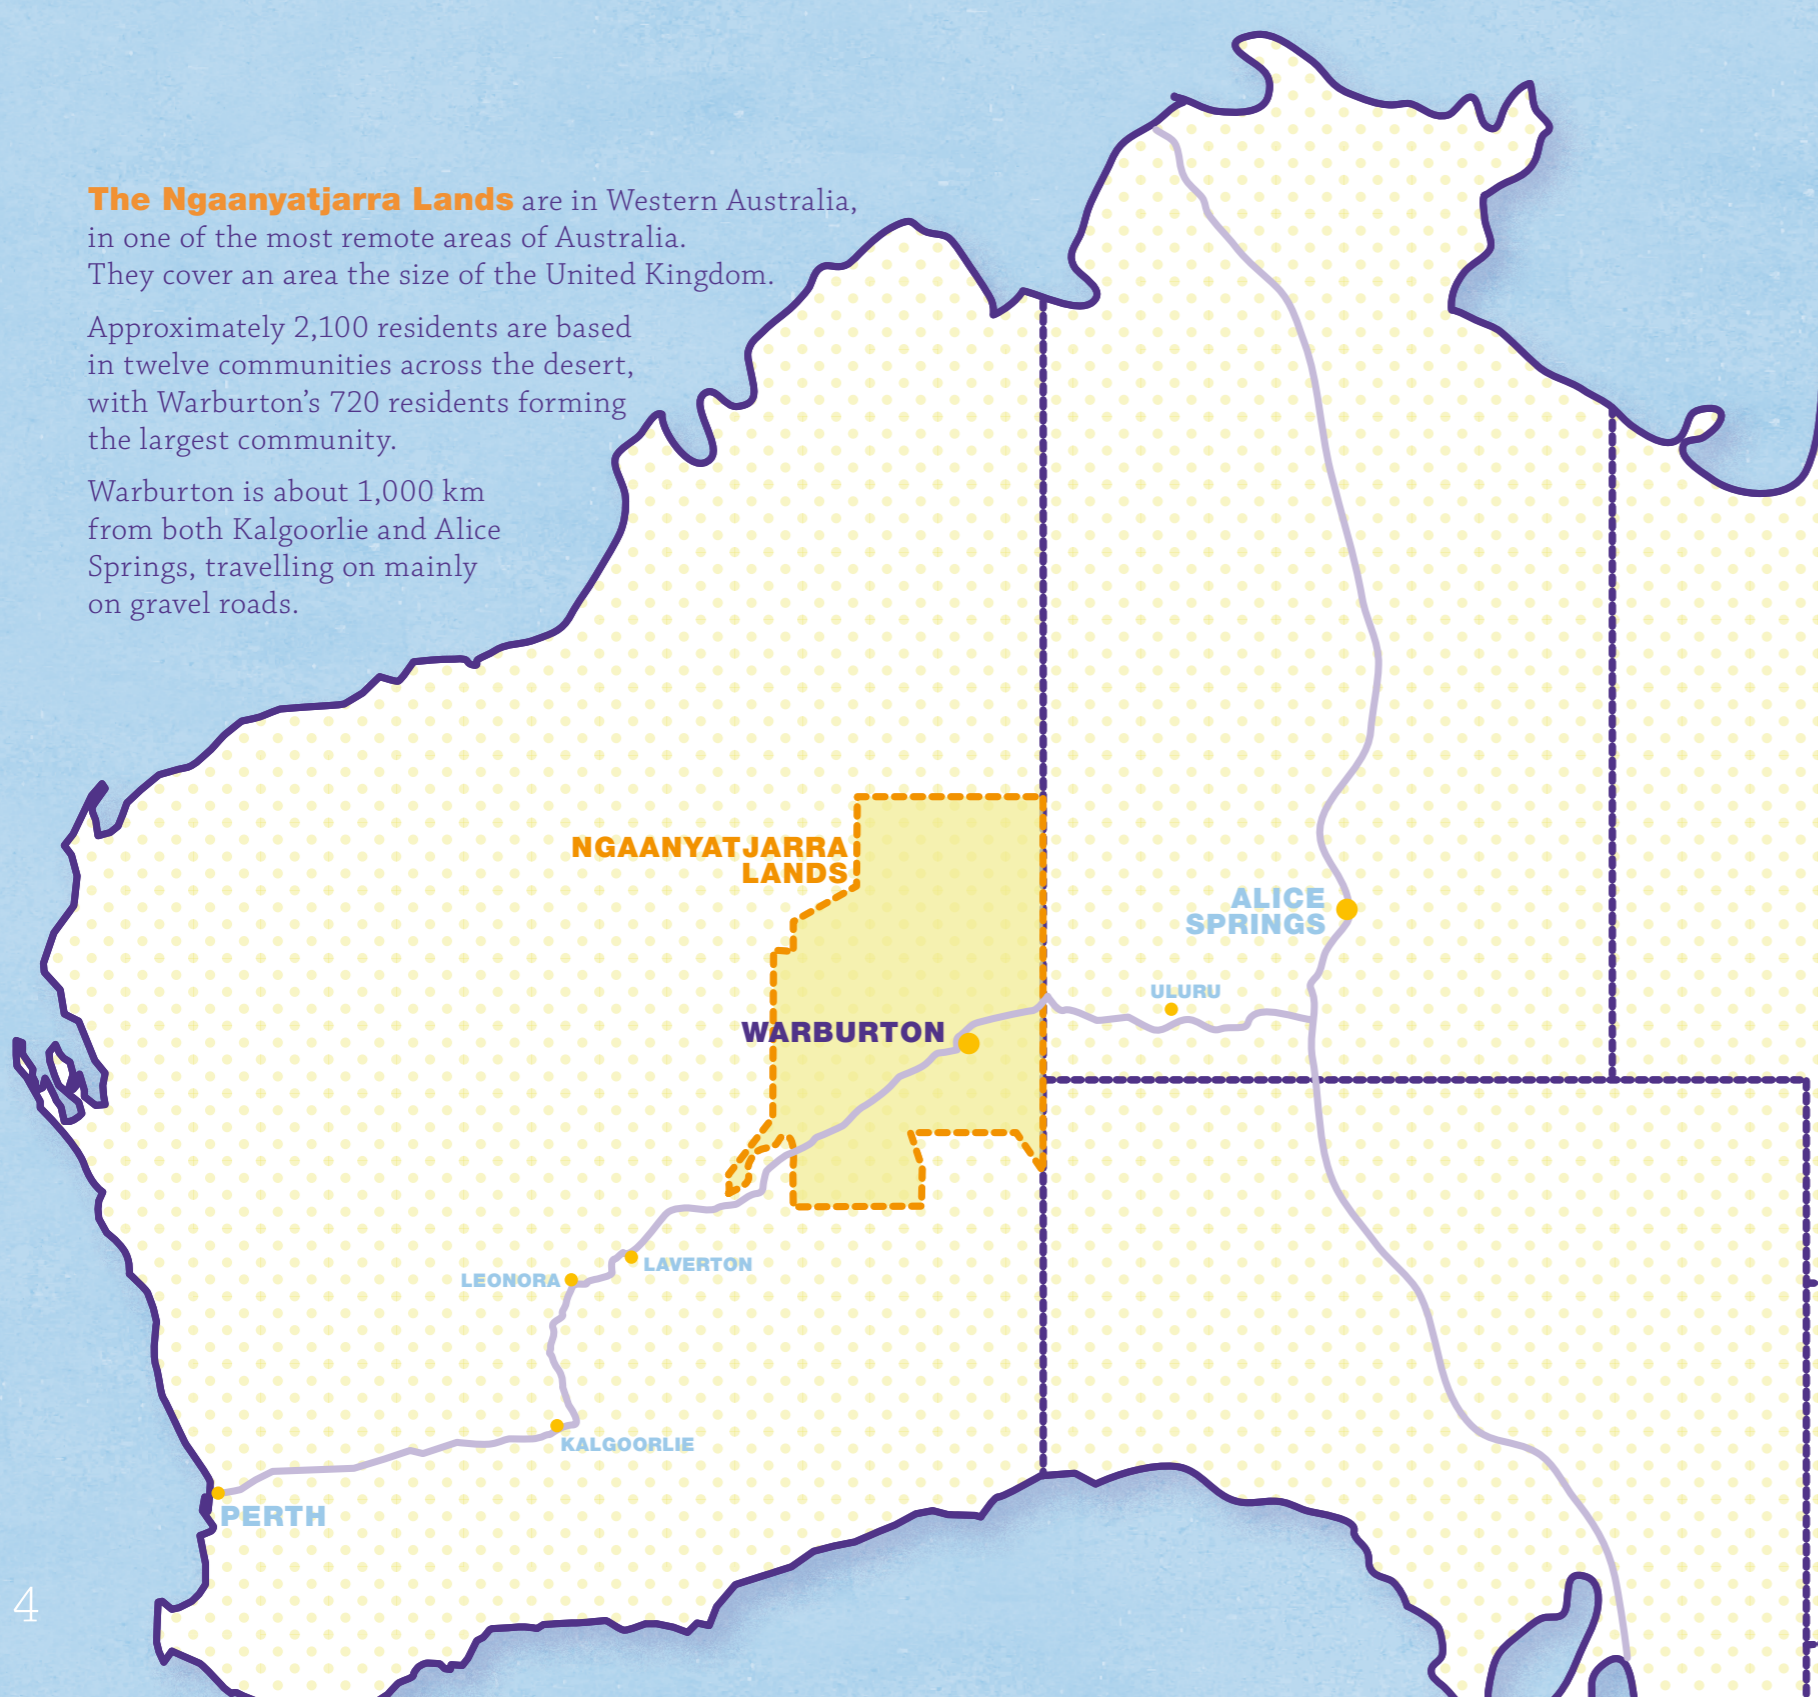 The Ngaanyatjarra Lands are in Western Australia,
in one of the most remote areas of Australia.
They cover an area the size of the United Kingdom.
Approximately 2,100 residents are based
in twelve communities across the desert,
with Warburton’s 720 residents forming
the largest community.
Warburton is about 1,000 km
from both Kalgoorlie and Alice
Springs, travelling on mainly
on gravel roads.
NGAANYATJARRA
LANDS
ALICE
SPRINGS
ULURU
WARBURTON
LAVERTON
LEONORA
KALGOORLIE
PERTH
4